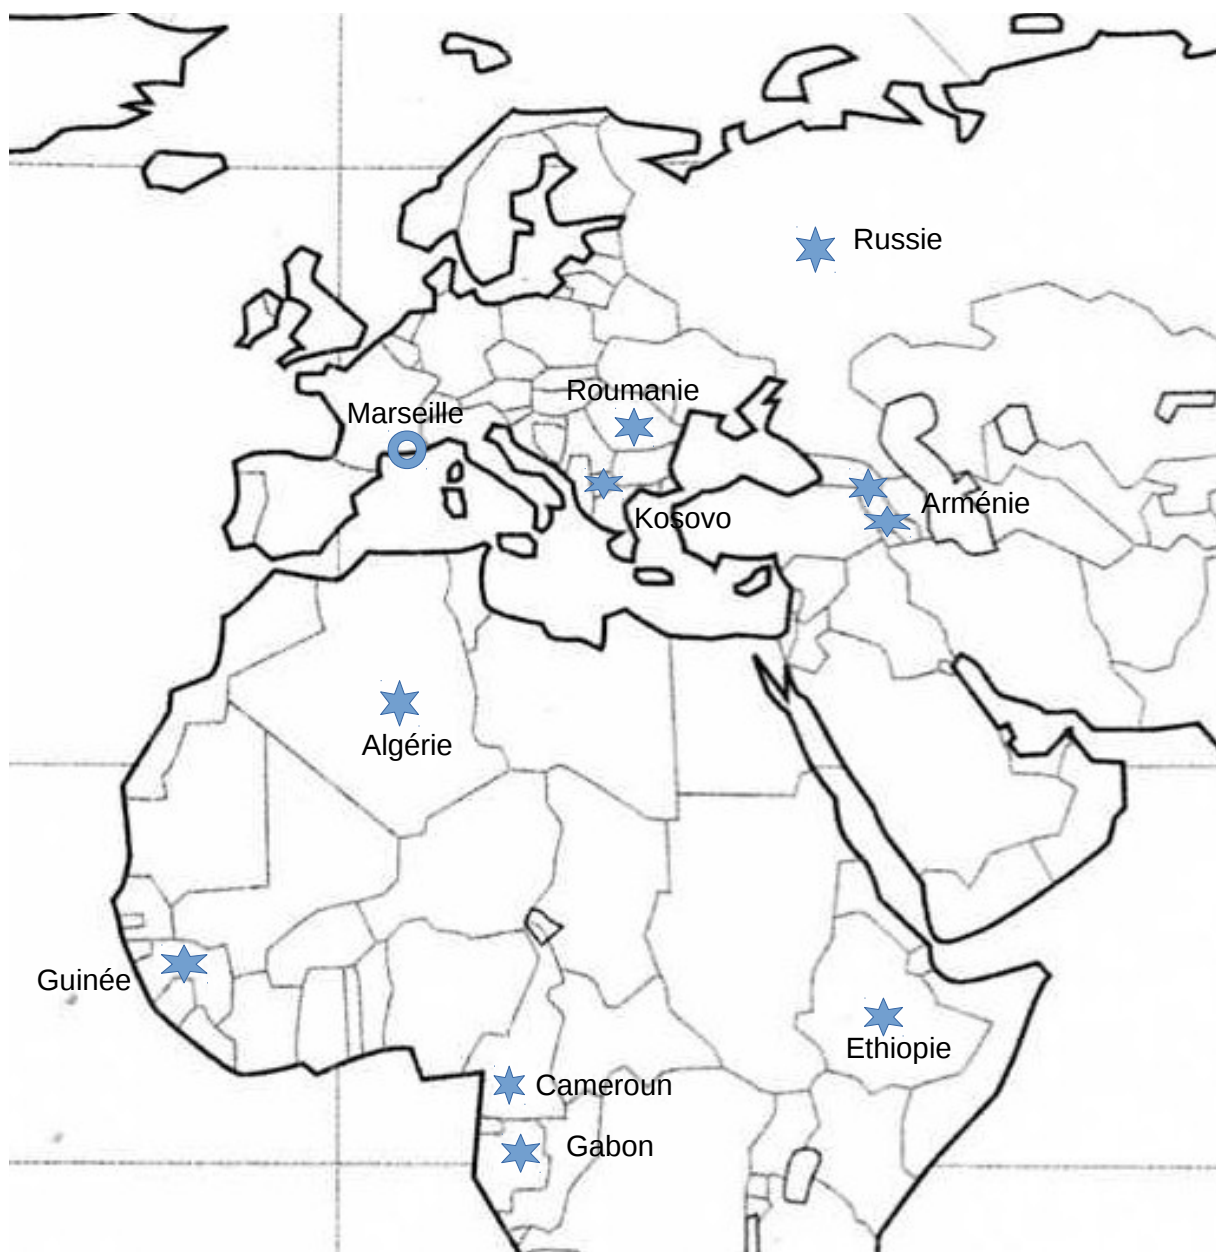 Russie
Roumanie
Marseille
Arménie
Kosovo
Algérie
Guinée
Ethiopie
Cameroun
Gabon